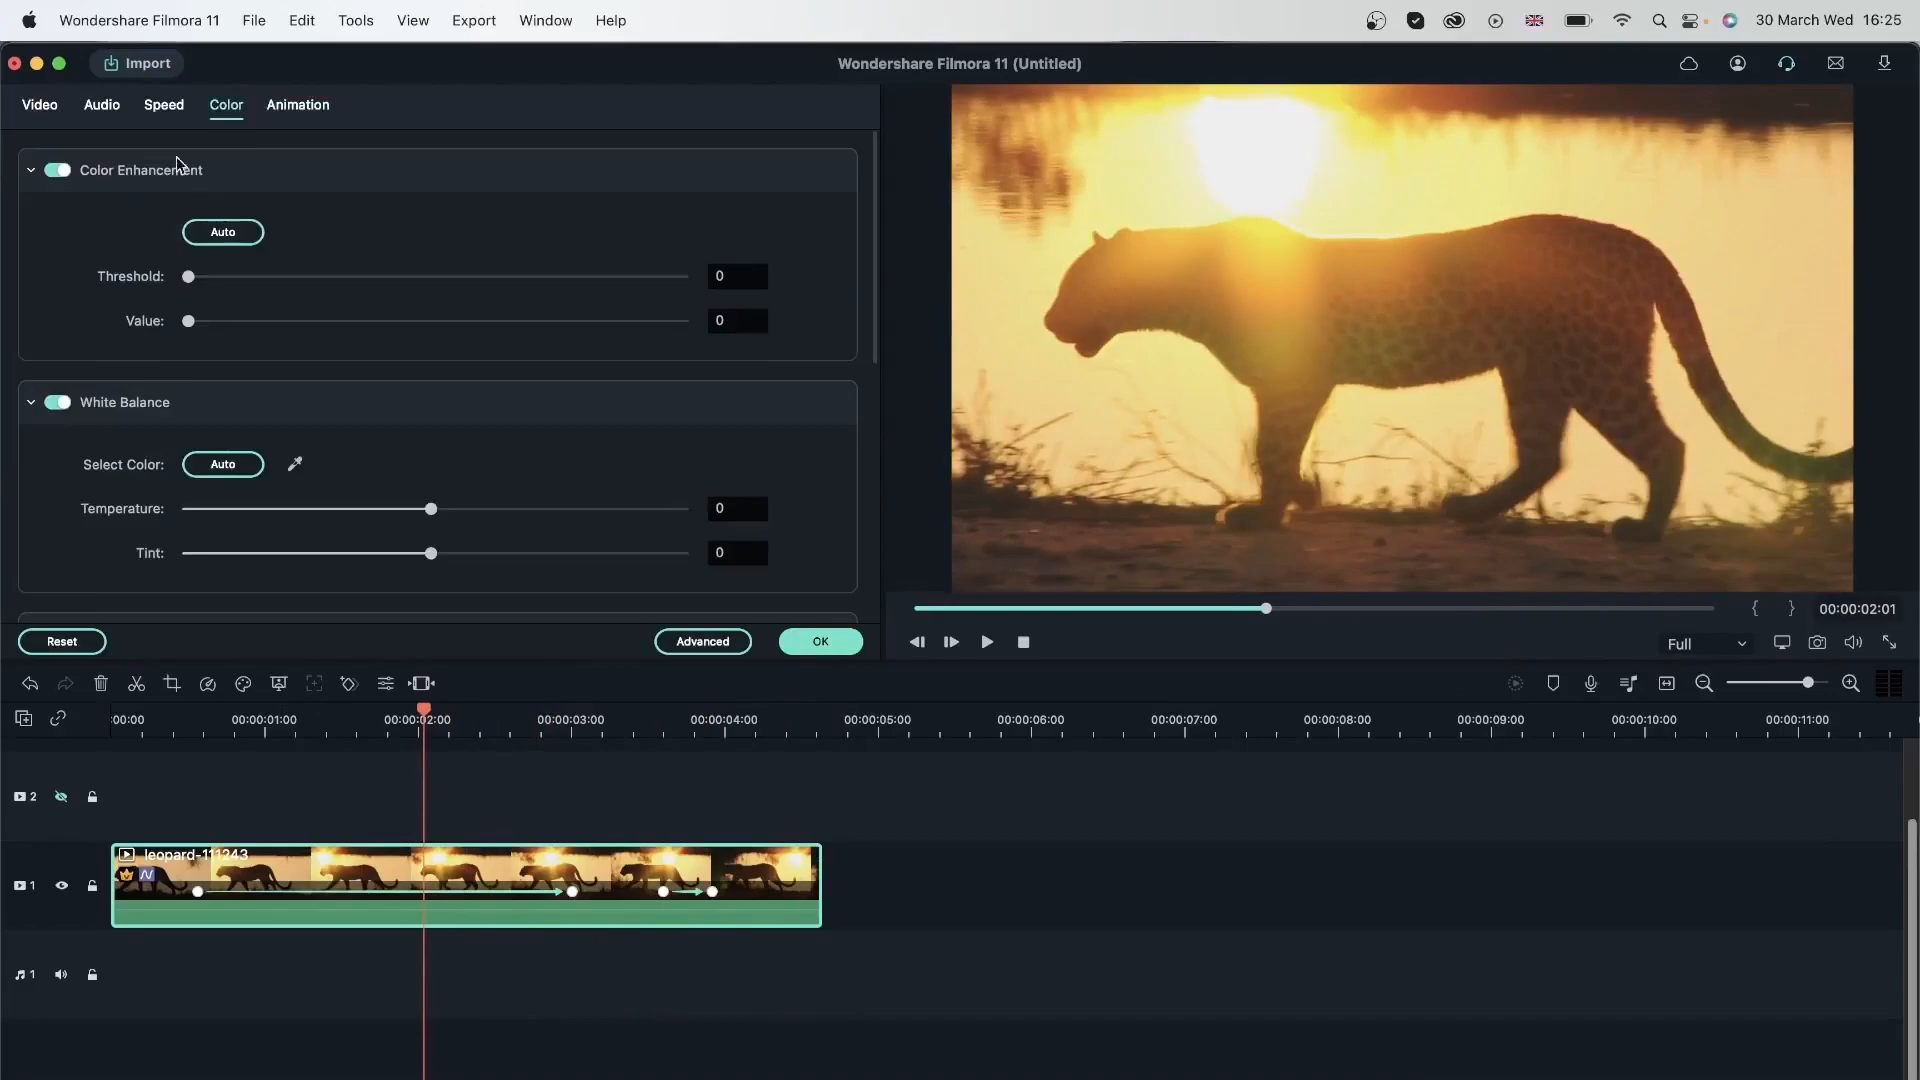 Wondershare Filmora 11 File Edit Tools View Export Window Help 30 March Wed 16:25
Import Wondershare Filmora 11 (Untitled)
Video Audio Speed Color Animation
Color Enhancement
Auto
Threshold: 0
Value: 0
White Balance
Select Color: Auto
Temperature: 0
Tint: 0
00:00:02:01
Reset Advanced OK
Full
:00:00 00:00:01:00 00:00:02:00 00:00:03:00 00:00:04:00 00:00:05:00 00:00:06:00 00:00:07:00 00:00:08:00 00:00:09:00 00:00:10:00 00:00:11:00
2
leopard-111243
1
1